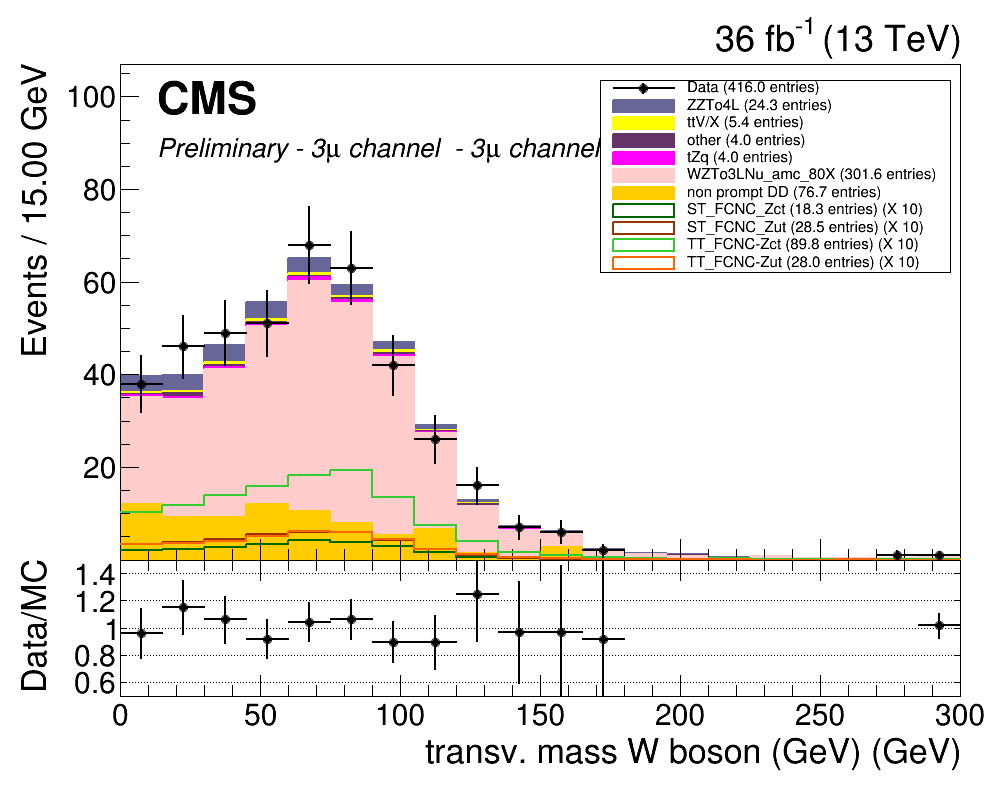 36 fb-1 (13 TeV)
CMS
Preliminary - 3μ channel - 3μ channel
Data (416.0 entries)
ZZTo4L (24.3 entries)
ttV/X (5.4 entries)
other (4.0 entries)
tZq (4.0 entries)
WZTo3LNu_amc_80X (301.6 entries)
non prompt DD (76.7 entries)
ST_FCNC_Zct (18.3 entries) (X 10)
ST_FCNC_Zut (28.5 entries) (X 10)
TT_FCNC-Zct (89.8 entries) (X 10)
TT_FCNC-Zut (28.0 entries) (X 10)
Events / 15.00 GeV
100
80
60
40
20
Data/MC
1.4
1.2
1
0.8
0.6
0 50 100 150 200 250 300
transv. mass W boson (GeV) (GeV)